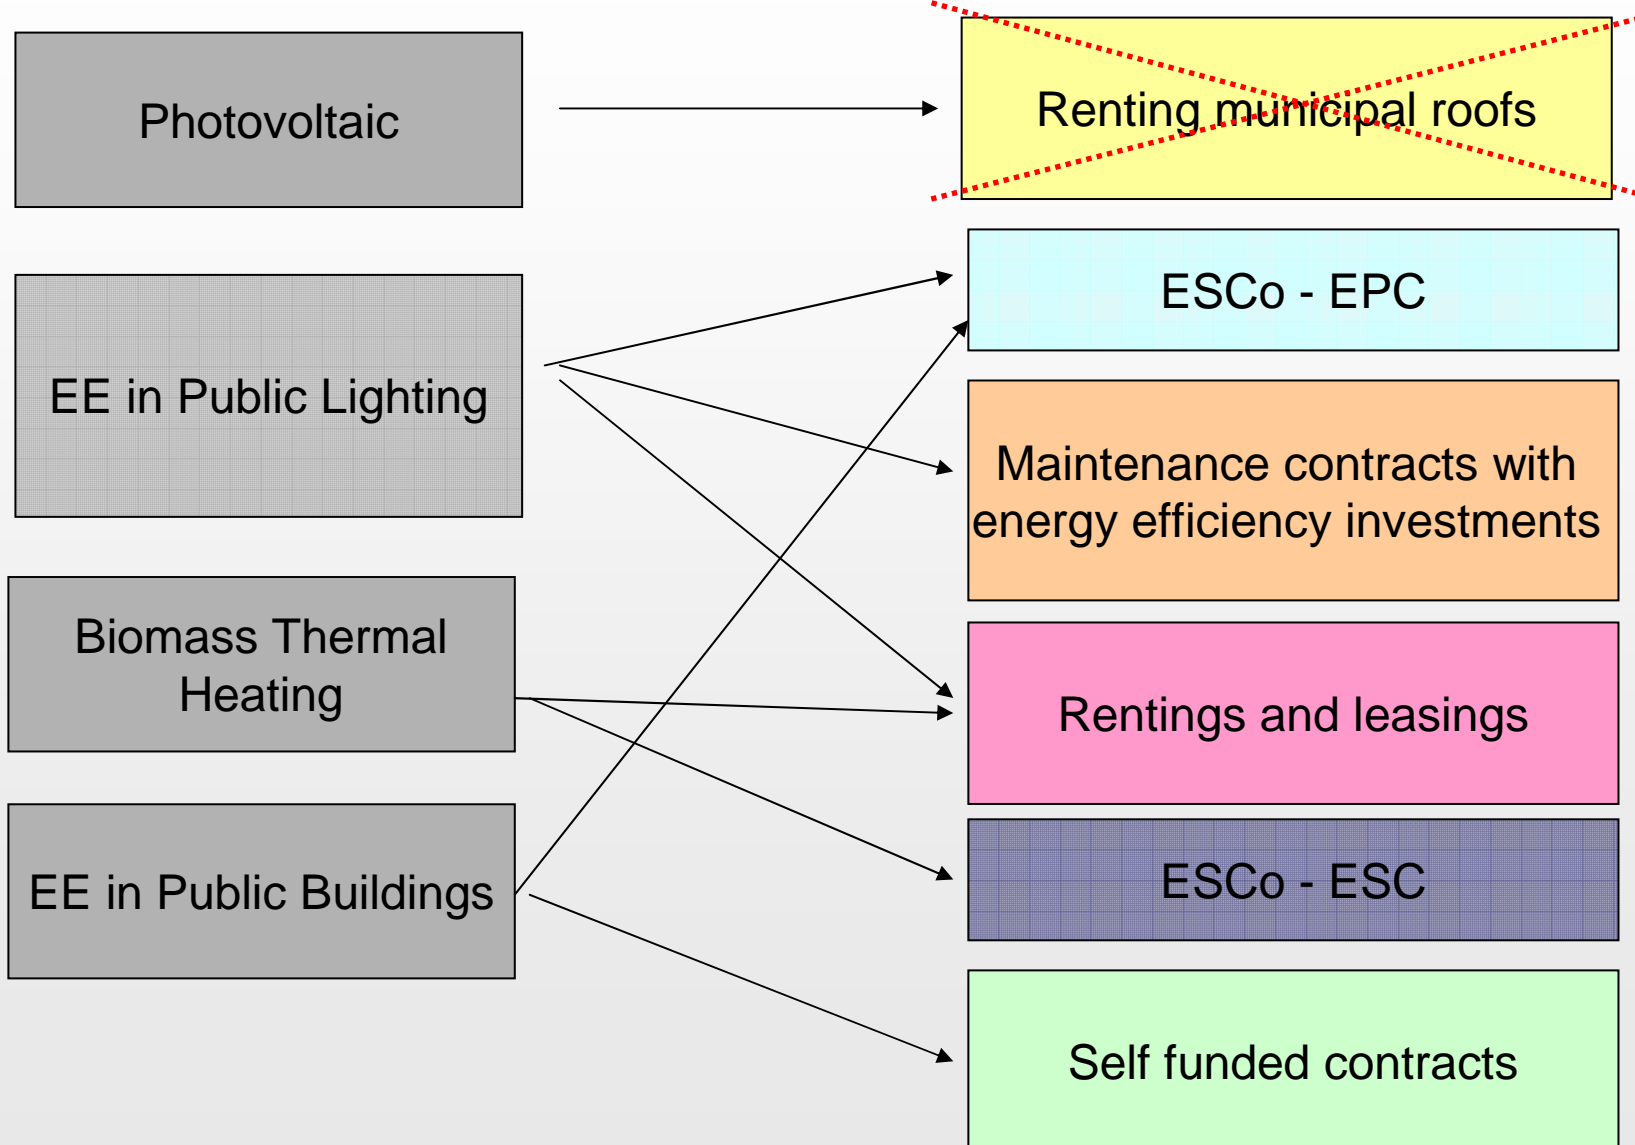 Photovoltaic
Renting municipal roofs
EE in Public Lighting
ESCo - EPC
Maintenance contracts with
energy efficiency investments
Biomass Thermal
Heating
Rentings and leasings
EE in Public Buildings
ESCo - ESC
Self funded contracts